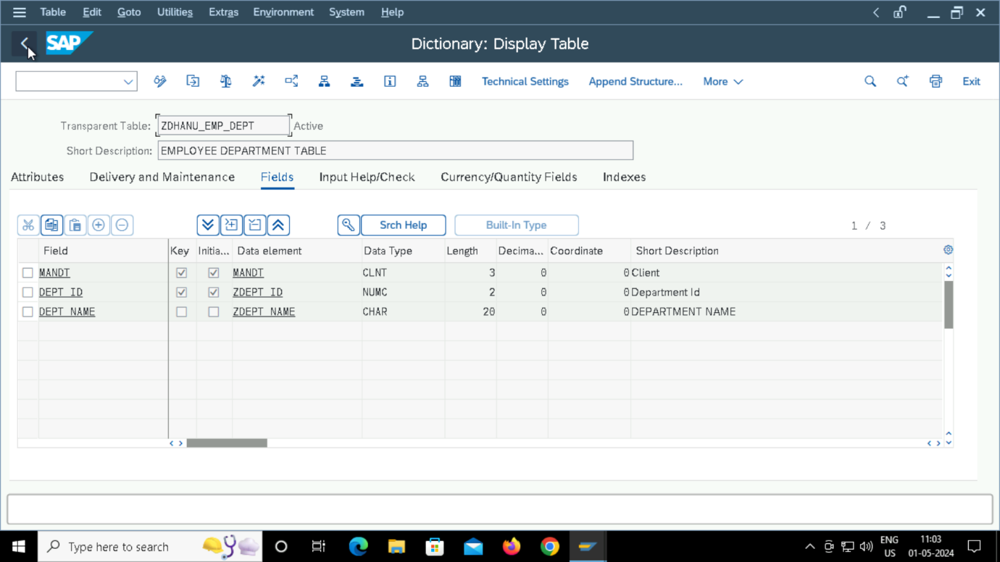 Table Edit Goto Utilities Extras Environment System Help
SAP Dictionary: Display Table
Technical Settings Append Structure... More Exit
Transparent Table: ZDHANU_EMP_DEPT Active
Short Description: EMPLOYEE DEPARTMENT TABLE
Attributes Delivery and Maintenance Fields Input Help/Check Currency/Quantity Fields Indexes
Srch Help Built-In Type 1 / 3
Field Key Initia... Data element Data Type Length Decima... Coordinate Short Description
MANDT MANDT CLNT 3 0 0 Client
DEPT_ID ZDEPT_ID NUMC 2 0 0 Department Id
DEPT_NAME ZDEPT_NAME CHAR 20 0 0 DEPARTMENT NAME
Type here to search ENG US 11:03 01-05-2024